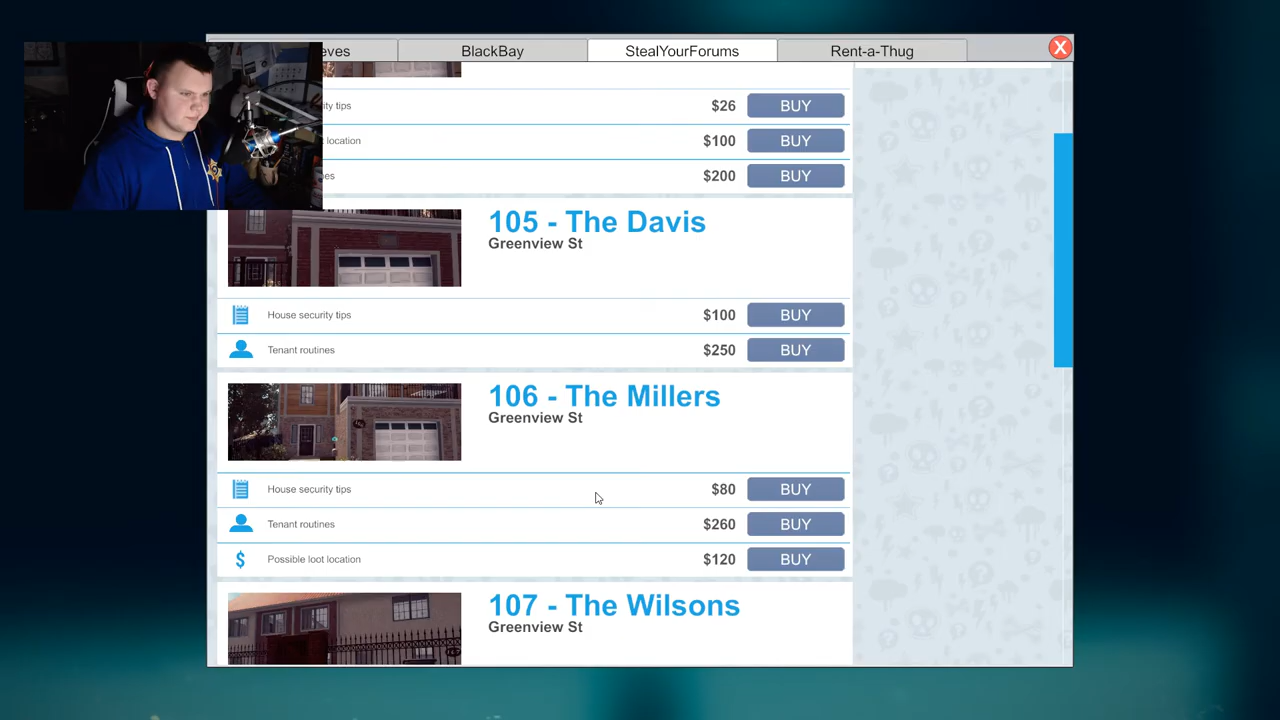 eves BlackBay StealYourForums Rent-a-Thug X
ity tips $26 BUY
location $100 BUY
nes $200 BUY
105 - The Davis
Greenview St
House security tips $100 BUY
Tenant routines $250 BUY
106 - The Millers
Greenview St
House security tips $80 BUY
Tenant routines $260 BUY
$ Possible loot location $120 BUY
107 - The Wilsons
Greenview St